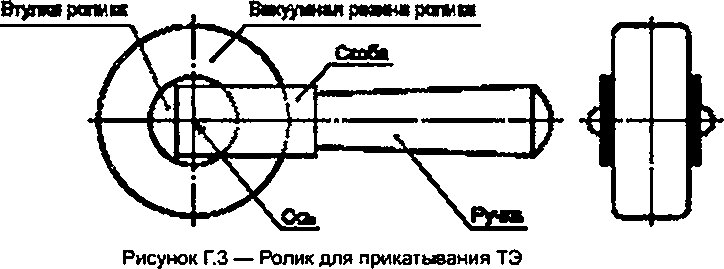 Втулка ролика
Вакуумная резина ролика
Скоба
Ось
Ручка
Рисунок Г.3 — Ролик для прикатывания ТЭ